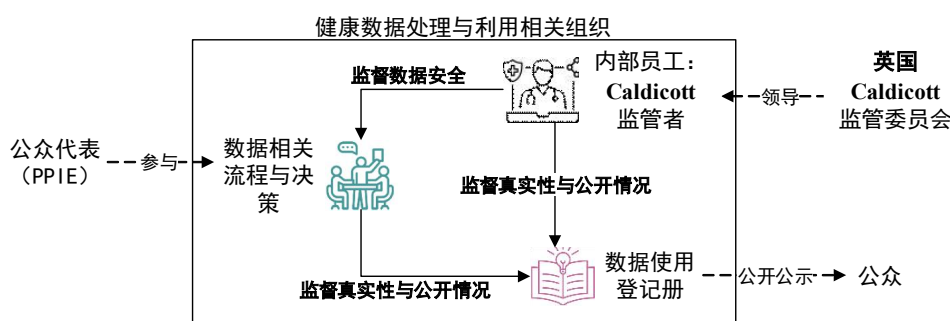 健康数据处理与利用相关组织
监督数据安全
内部员工：
Caldicott
监管者
领导
英国
Caldicott
监管委员会
公众代表
（PPIE）
参与
数据相关
流程与决
策
监督真实性与公开情况
监督真实性与公开情况
数据使用
登记册
公开公示
公众